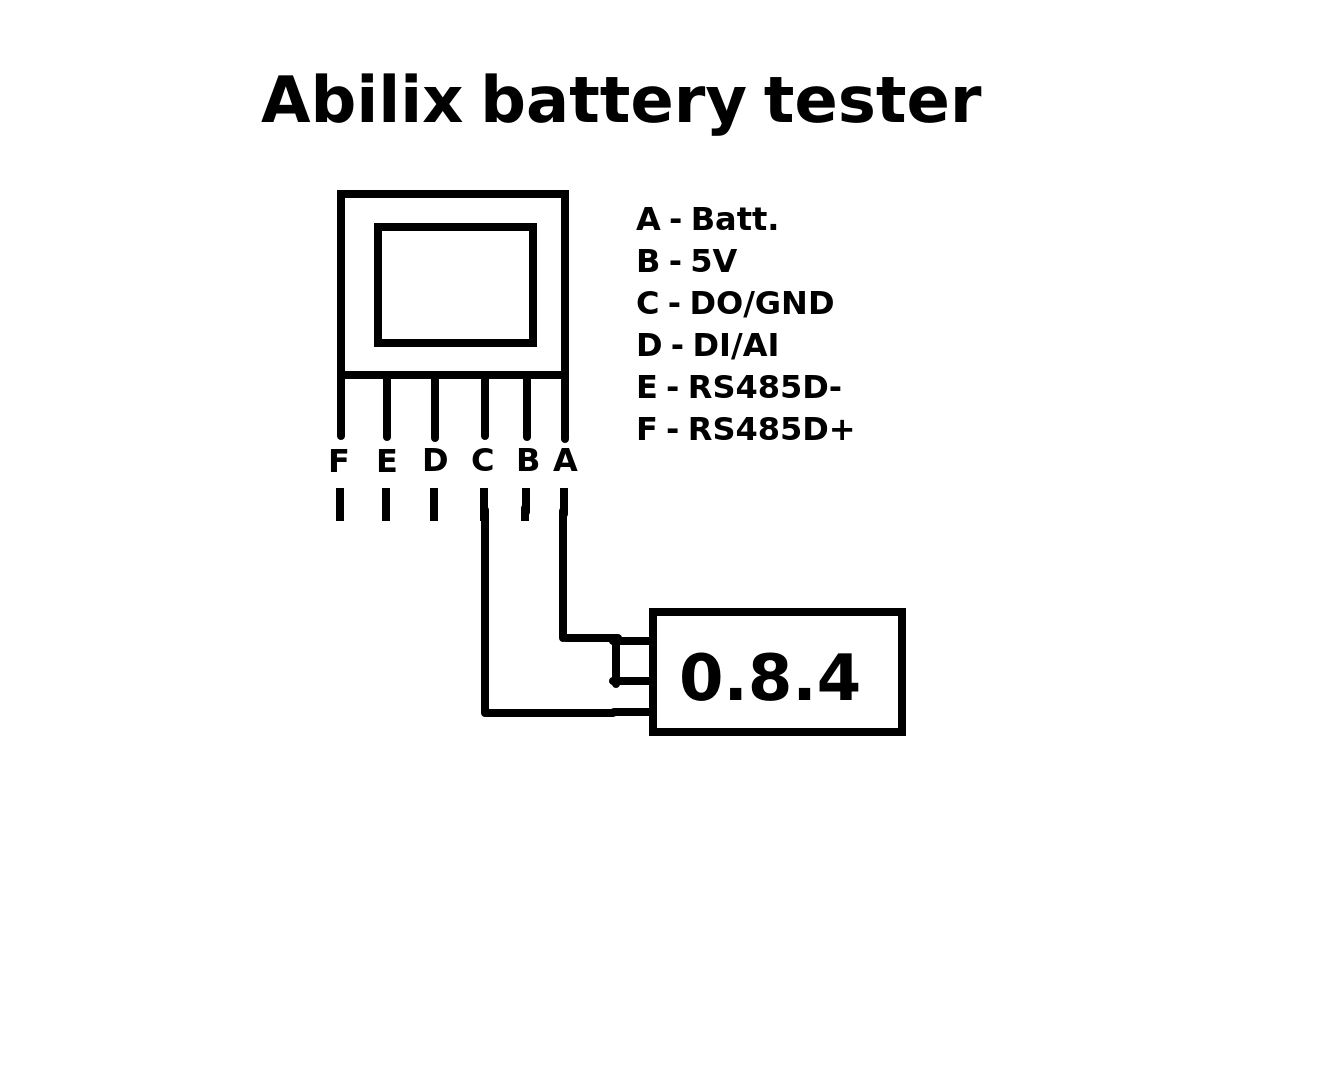 Abilix battery tester
A - Batt.
B - 5V
C - DO/GND
D - DI/AI
E - RS485D-
F - RS485D+
F E D C B A
0.8.4